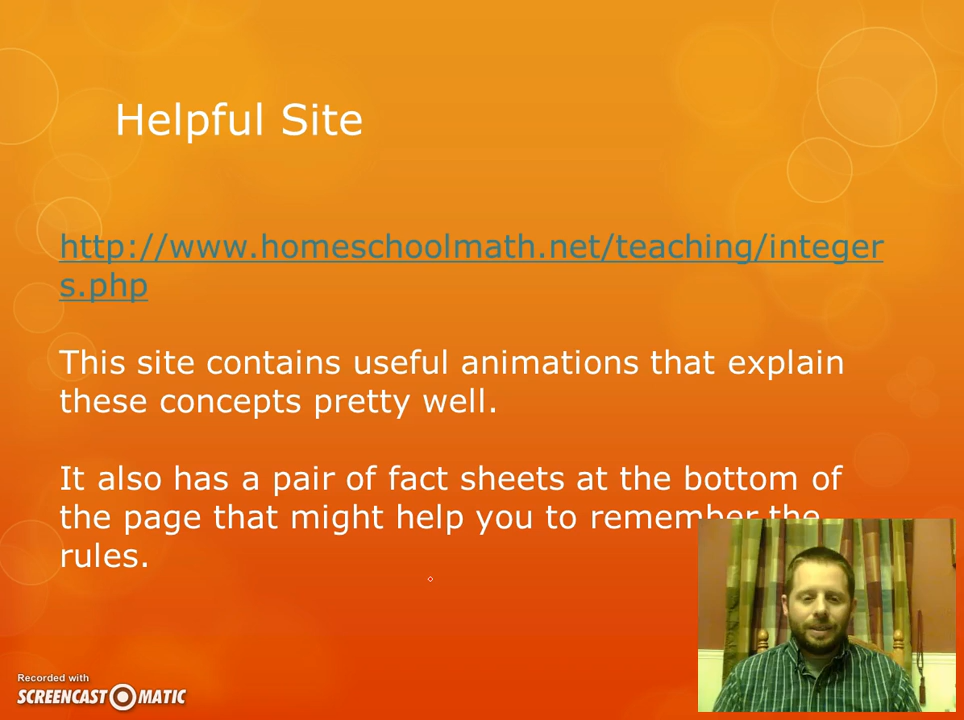 Helpful Site
http://www.homeschoolmath.net/teaching/integer
s.php
This site contains useful animations that explain
these concepts pretty well.
It also has a pair of fact sheets at the bottom of
the page that might help you to remember the
rules.
Recorded with
SCREENCAST-O-MATIC